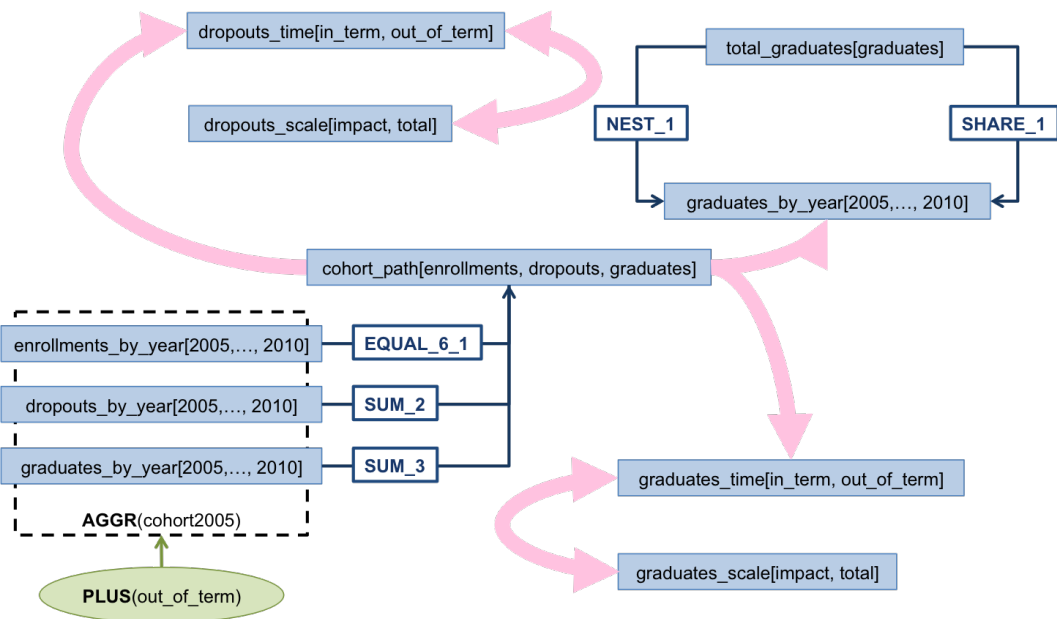 dropouts_time[in_term, out_of_term]
total_graduates[graduates]
dropouts_scale[impact, total]
NEST_1
SHARE_1
graduates_by_year[2005,…, 2010]
cohort_path[enrollments, dropouts, graduates]
enrollments_by_year[2005,…, 2010]
EQUAL_6_1
dropouts_by_year[2005,…, 2010]
SUM_2
graduates_by_year[2005,…, 2010]
SUM_3
graduates_time[in_term, out_of_term]
AGGR(cohort2005)
graduates_scale[impact, total]
PLUS(out_of_term)